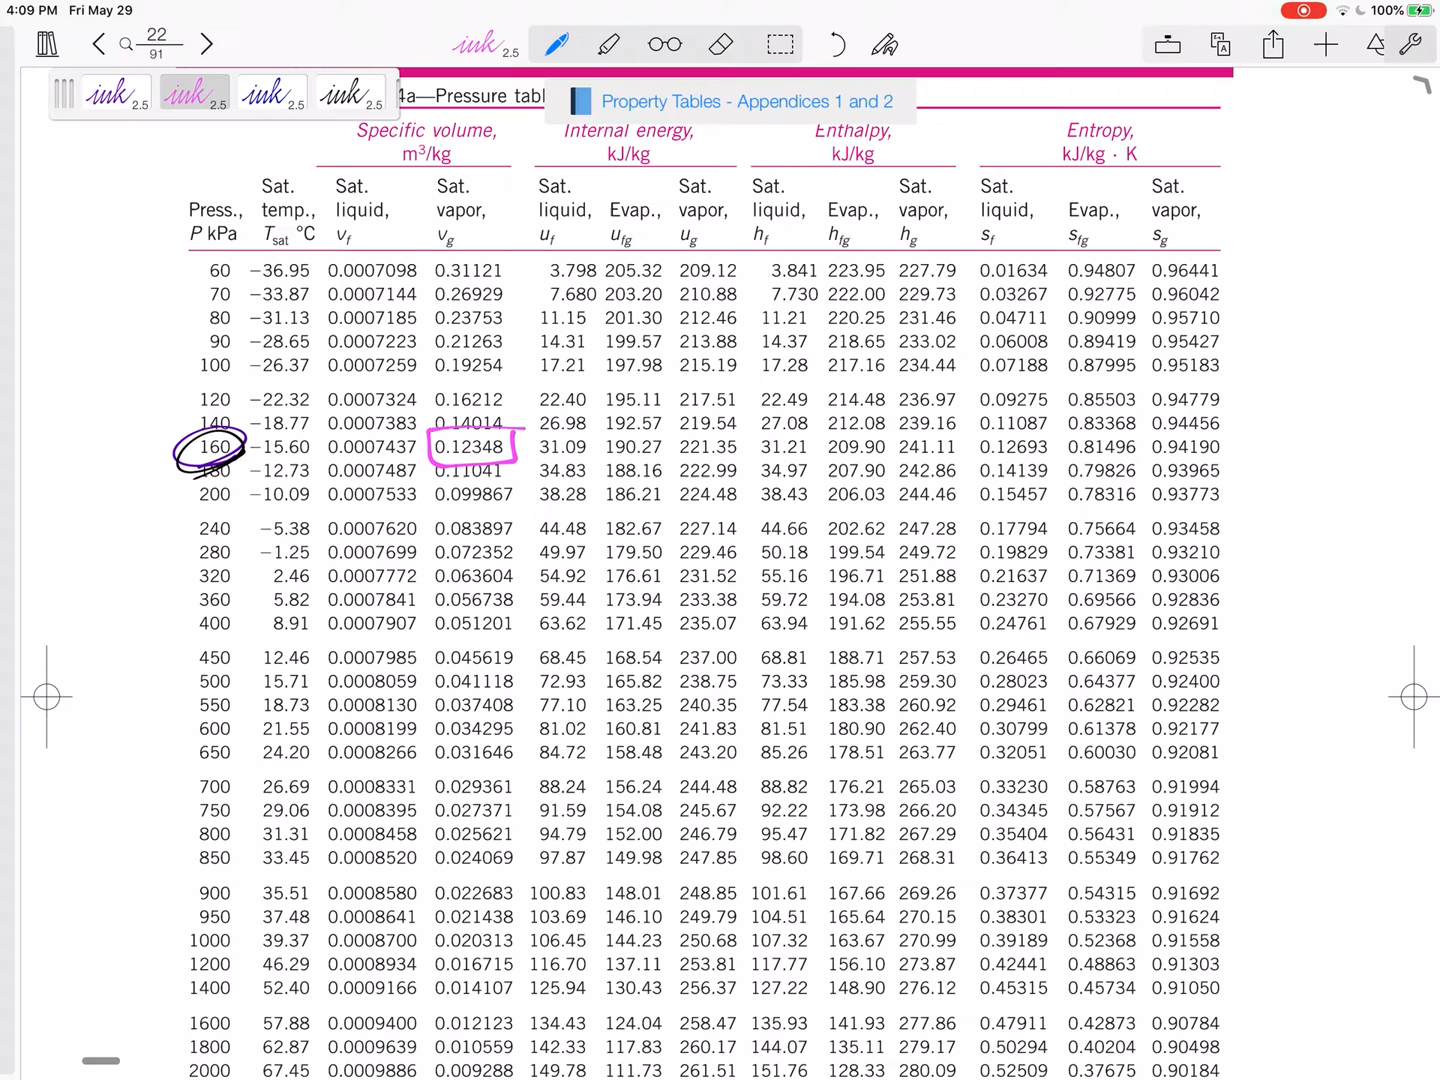 4:09 PM Fri May 29
100%
22
91
ink 2.5
ink 2.5
ink 2.5
ink 2.5
ink 2.5
4a—Pressure tabl
Property Tables - Appendices 1 and 2
Specific volume, Internal energy, Enthalpy, Entropy,
m³/kg kJ/kg kJ/kg kJ/kg · K
Sat. Sat. Sat. Sat. Sat. Sat. Sat. Sat. Sat.
Press., temp., liquid, vapor, liquid, Evap., vapor, liquid, Evap., vapor, liquid, Evap., vapor,
P kPa Tsat °C vf vg uf ufg ug hf hfg hg sf sfg sg
60 −36.95 0.0007098 0.31121 3.798 205.32 209.12 3.841 223.95 227.79 0.01634 0.94807 0.96441
70 −33.87 0.0007144 0.26929 7.680 203.20 210.88 7.730 222.00 229.73 0.03267 0.92775 0.96042
80 −31.13 0.0007185 0.23753 11.15 201.30 212.46 11.21 220.25 231.46 0.04711 0.90999 0.95710
90 −28.65 0.0007223 0.21263 14.31 199.57 213.88 14.37 218.65 233.02 0.06008 0.89419 0.95427
100 −26.37 0.0007259 0.19254 17.21 197.98 215.19 17.28 217.16 234.44 0.07188 0.87995 0.95183
120 −22.32 0.0007324 0.16212 22.40 195.11 217.51 22.49 214.48 236.97 0.09275 0.85503 0.94779
140 −18.77 0.0007383 0.14014 26.98 192.57 219.54 27.08 212.08 239.16 0.11087 0.83368 0.94456
160 −15.60 0.0007437 0.12348 31.09 190.27 221.35 31.21 209.90 241.11 0.12693 0.81496 0.94190
180 −12.73 0.0007487 0.11041 34.83 188.16 222.99 34.97 207.90 242.86 0.14139 0.79826 0.93965
200 −10.09 0.0007533 0.099867 38.28 186.21 224.48 38.43 206.03 244.46 0.15457 0.78316 0.93773
240 −5.38 0.0007620 0.083897 44.48 182.67 227.14 44.66 202.62 247.28 0.17794 0.75664 0.93458
280 −1.25 0.0007699 0.072352 49.97 179.50 229.46 50.18 199.54 249.72 0.19829 0.73381 0.93210
320 2.46 0.0007772 0.063604 54.92 176.61 231.52 55.16 196.71 251.88 0.21637 0.71369 0.93006
360 5.82 0.0007841 0.056738 59.44 173.94 233.38 59.72 194.08 253.81 0.23270 0.69566 0.92836
400 8.91 0.0007907 0.051201 63.62 171.45 235.07 63.94 191.62 255.55 0.24761 0.67929 0.92691
450 12.46 0.0007985 0.045619 68.45 168.54 237.00 68.81 188.71 257.53 0.26465 0.66069 0.92535
500 15.71 0.0008059 0.041118 72.93 165.82 238.75 73.33 185.98 259.30 0.28023 0.64377 0.92400
550 18.73 0.0008130 0.037408 77.10 163.25 240.35 77.54 183.38 260.92 0.29461 0.62821 0.92282
600 21.55 0.0008199 0.034295 81.02 160.81 241.83 81.51 180.90 262.40 0.30799 0.61378 0.92177
650 24.20 0.0008266 0.031646 84.72 158.48 243.20 85.26 178.51 263.77 0.32051 0.60030 0.92081
700 26.69 0.0008331 0.029361 88.24 156.24 244.48 88.82 176.21 265.03 0.33230 0.58763 0.91994
750 29.06 0.0008395 0.027371 91.59 154.08 245.67 92.22 173.98 266.20 0.34345 0.57567 0.91912
800 31.31 0.0008458 0.025621 94.79 152.00 246.79 95.47 171.82 267.29 0.35404 0.56431 0.91835
850 33.45 0.0008520 0.024069 97.87 149.98 247.85 98.60 169.71 268.31 0.36413 0.55349 0.91762
900 35.51 0.0008580 0.022683 100.83 148.01 248.85 101.61 167.66 269.26 0.37377 0.54315 0.91692
950 37.48 0.0008641 0.021438 103.69 146.10 249.79 104.51 165.64 270.15 0.38301 0.53323 0.91624
1000 39.37 0.0008700 0.020313 106.45 144.23 250.68 107.32 163.67 270.99 0.39189 0.52368 0.91558
1200 46.29 0.0008934 0.016715 116.70 137.11 253.81 117.77 156.10 273.87 0.42441 0.48863 0.91303
1400 52.40 0.0009166 0.014107 125.94 130.43 256.37 127.22 148.90 276.12 0.45315 0.45734 0.91050
1600 57.88 0.0009400 0.012123 134.43 124.04 258.47 135.93 141.93 277.86 0.47911 0.42873 0.90784
1800 62.87 0.0009639 0.010559 142.33 117.83 260.17 144.07 135.11 279.17 0.50294 0.40204 0.90498
2000 67.45 0.0009886 0.009288 149.78 111.73 261.51 151.76 128.33 280.09 0.52509 0.37675 0.90184